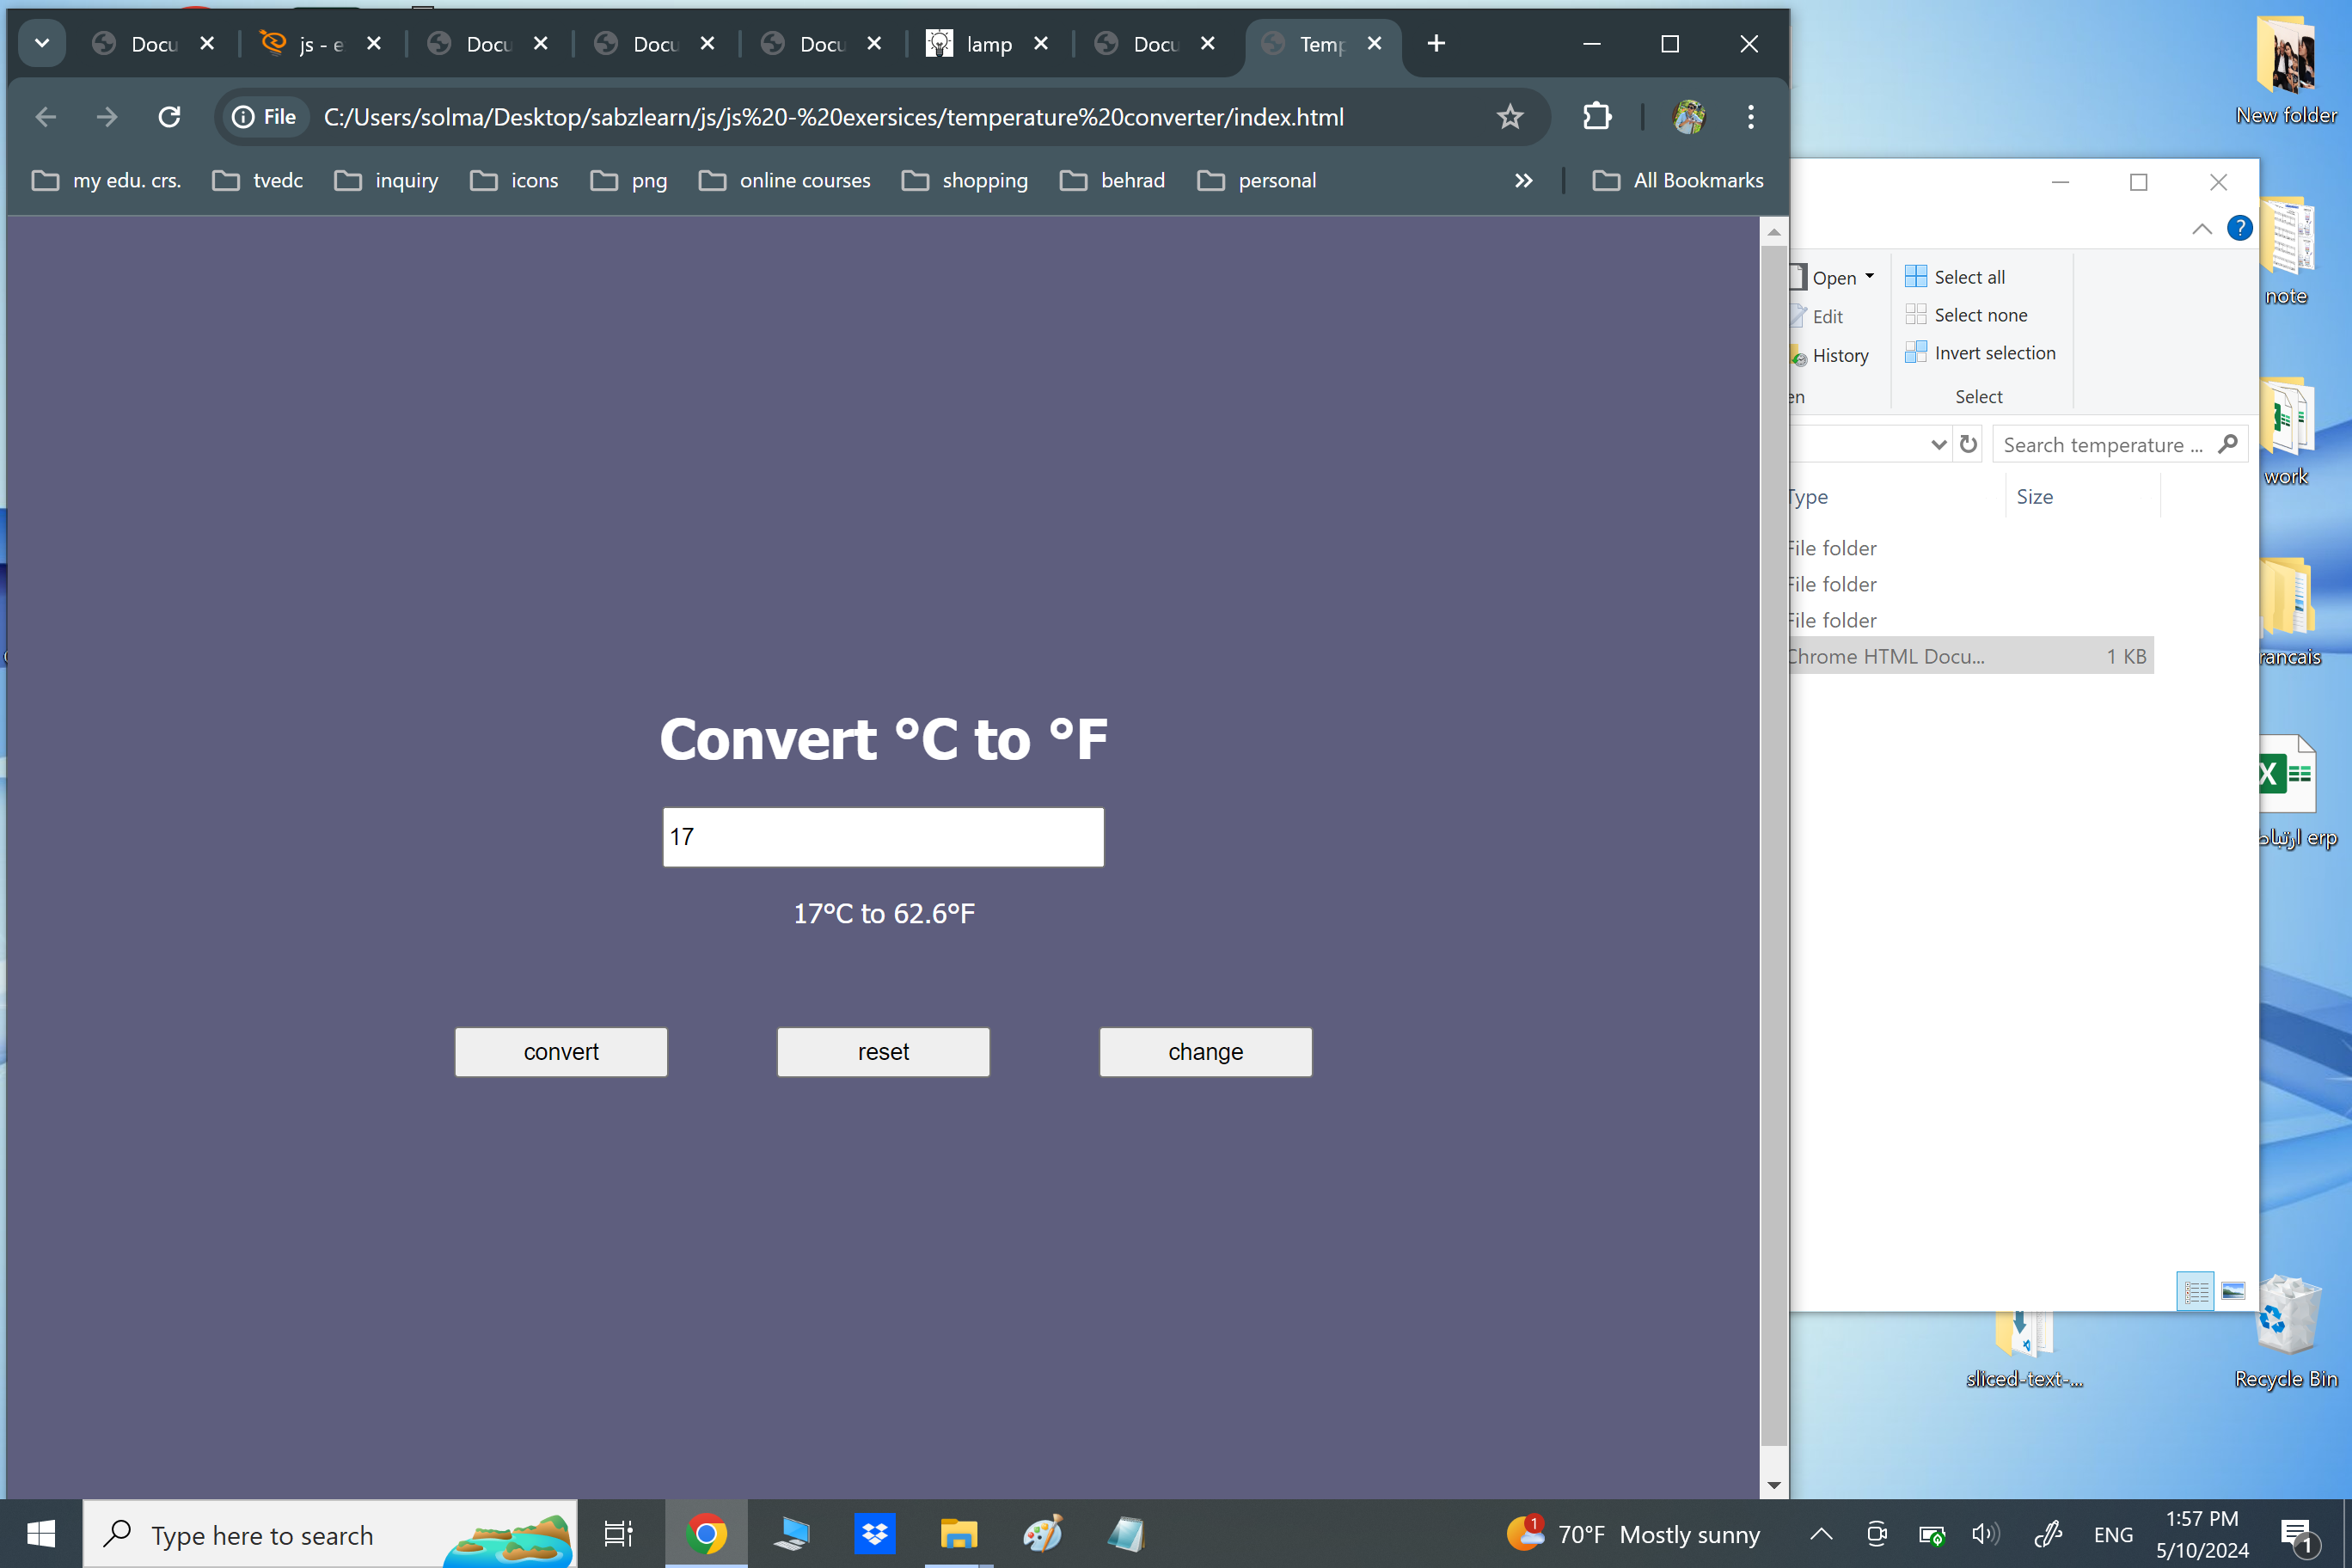 Docu
js - e
Docu
Docu
Docu
lamp
Docu
Temp
File
C:/Users/solma/Desktop/sabzlearn/js/js%20-%20exersices/temperature%20converter/index.html
my edu. crs.
tvedc
inquiry
icons
png
online courses
shopping
behrad
personal
All Bookmarks
Convert °C to °F
17
17°C to 62.6°F
convert
reset
change
Open
Edit
History
en
Select all
Select none
Invert selection
Select
Search temperature ...
Type
Size
File folder
File folder
File folder
Chrome HTML Docu...
1 KB
New folder
note
work
rancais
erp ارتباط
sliced-text-...
Recycle Bin
Type here to search
1
70°F Mostly sunny
ENG
1:57 PM
5/10/2024
1